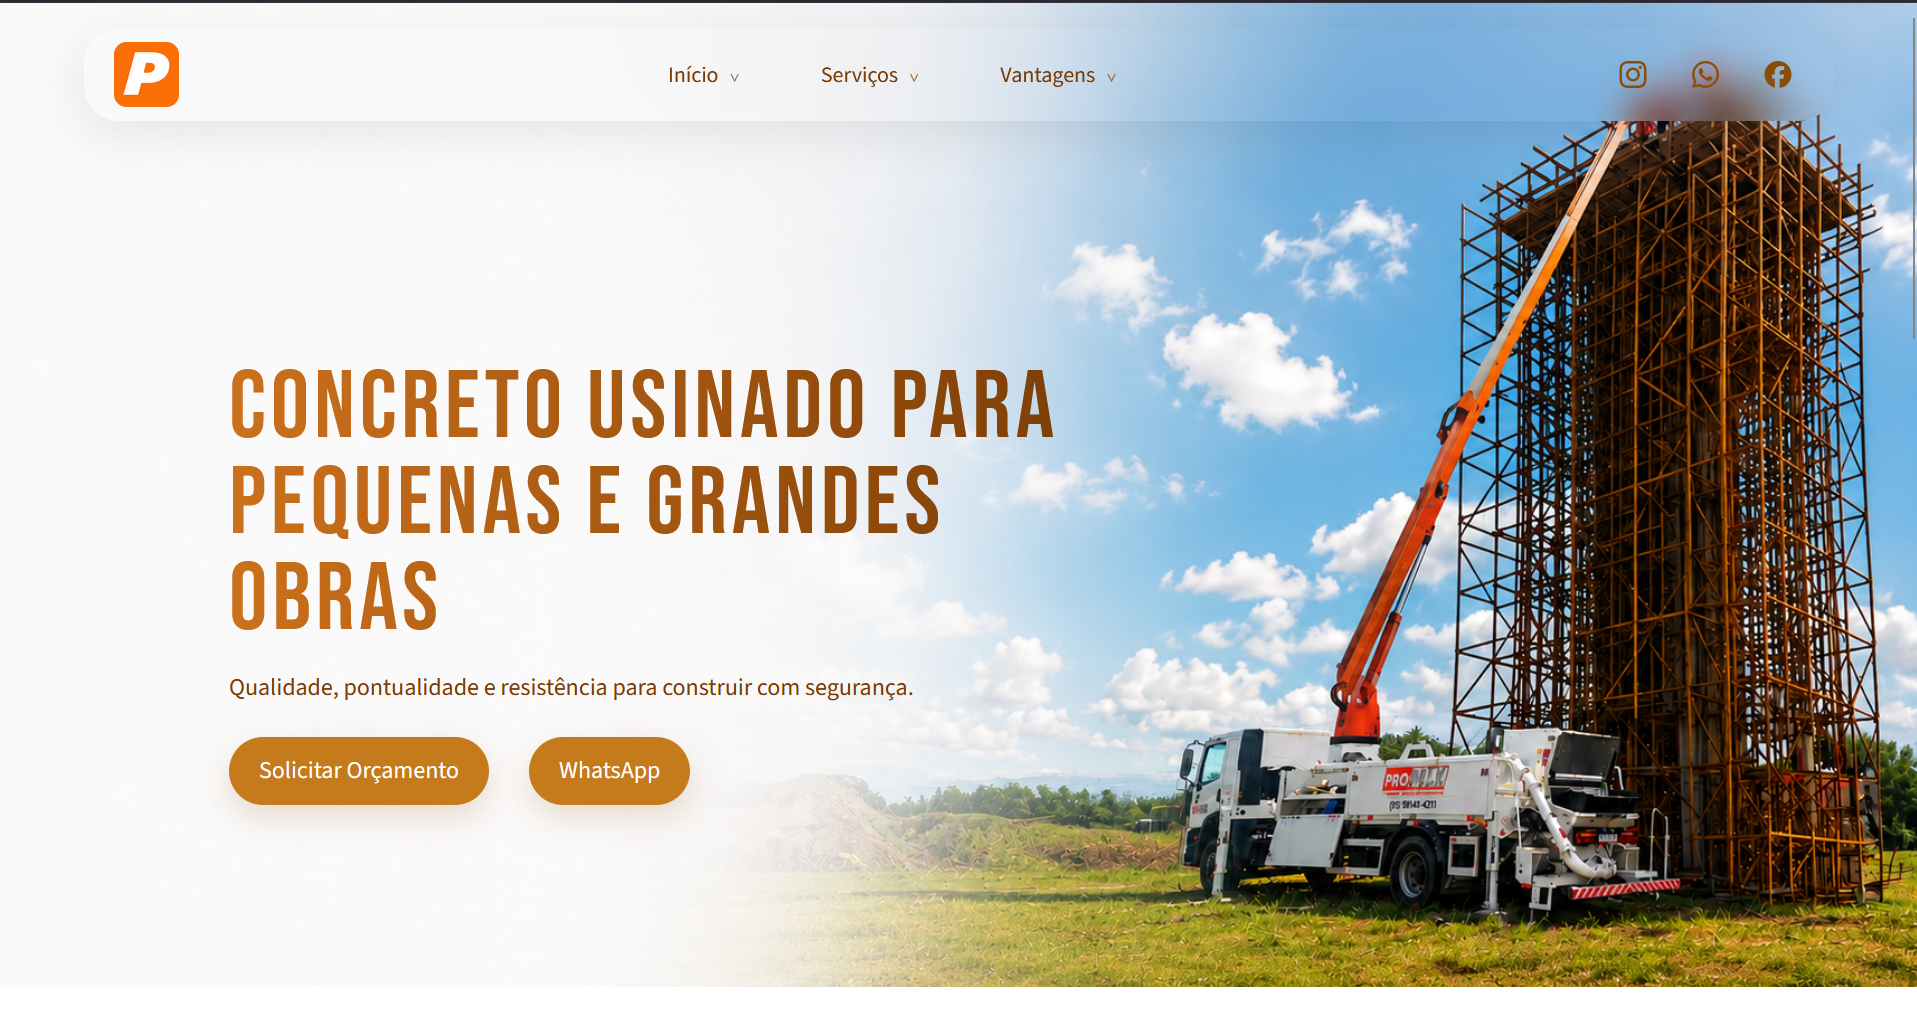 P
Início
Serviços
Vantagens
CONCRETO USINADO PARA
PEQUENAS E GRANDES
OBRAS
Qualidade, pontualidade e resistência para construir com segurança.
Solicitar Orçamento
WhatsApp